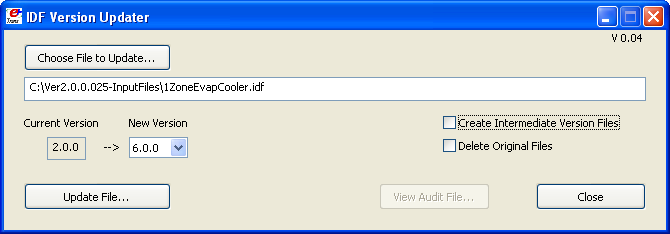 Trans
IDF Version Updater
V 0.04
Choose File to Update...
C:\Ver2.0.0.025-InputFiles\1ZoneEvapCooler.idf
Current Version
New Version
2.0.0
-->
6.0.0
Create Intermediate Version Files
Delete Original Files
Update File...
View Audit File...
Close